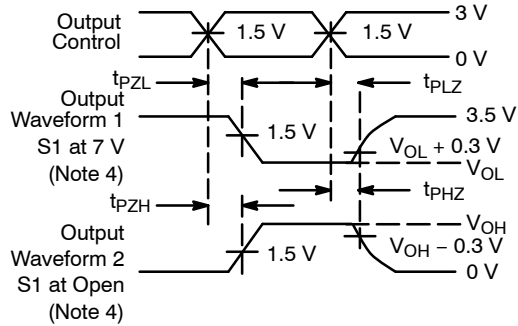 Output
Control
1.5 V
1.5 V
3 V
0 V
tPZL
tPLZ
Output
Waveform 1
S1 at 7 V
(Note 4)
1.5 V
3.5 V
VOL + 0.3 V
VOL
tPZH
tPHZ
Output
Waveform 2
S1 at Open
(Note 4)
1.5 V
VOH
VOH − 0.3 V
0 V